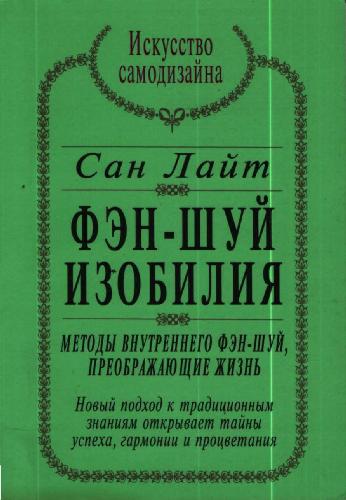 Искусство
самодизайна
Сан Лайт
ФЭН-ШУЙ
ИЗОБИЛИЯ
МЕТОДЫ ВНУТРЕННЕГО ФЭН-ШУЙ,
ПРЕОБРАЖАЮЩИЕ ЖИЗНЬ
Новый подход к традиционным
знаниям открывает тайны
успеха, гармонии и процветания